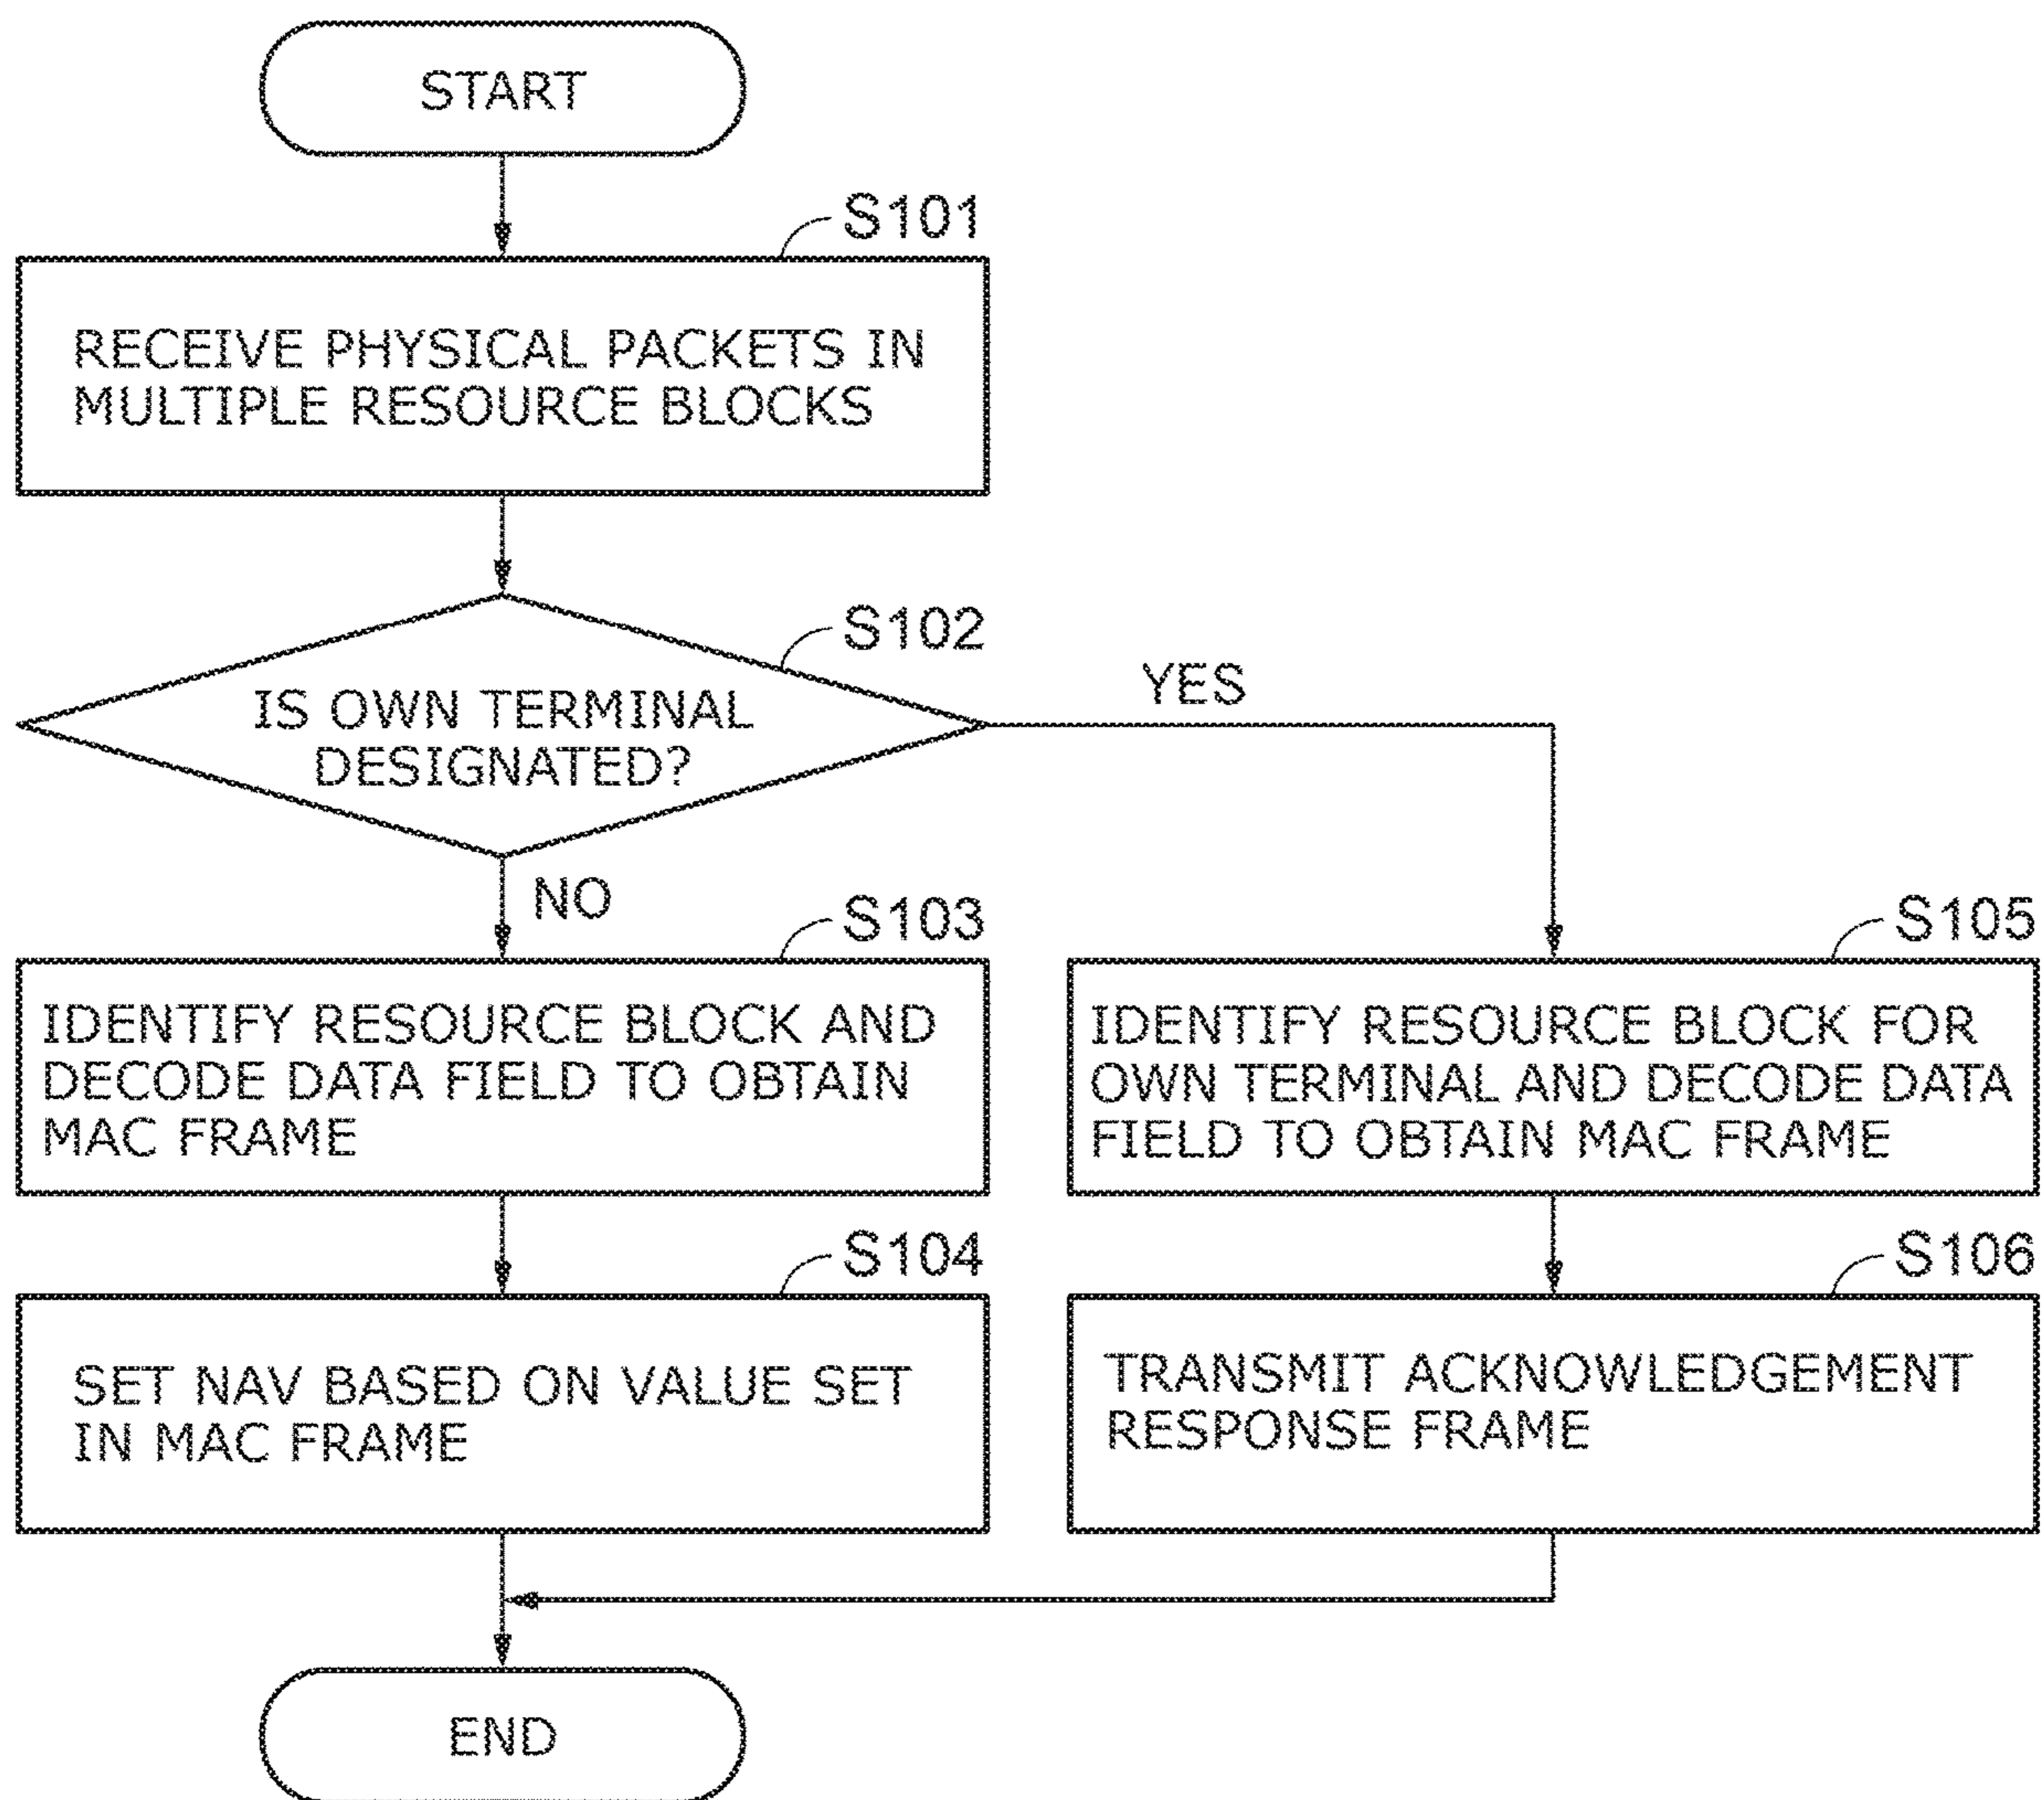 START
S101
RECEIVE PHYSICAL PACKETS IN
MULTIPLE RESOURCE BLOCKS
S102
IS OWN TERMINAL
DESIGNATED?
YES
NO
S103
IDENTIFY RESOURCE BLOCK AND
DECODE DATA FIELD TO OBTAIN
MAC FRAME
S104
SET NAV BASED ON VALUE SET
IN MAC FRAME
S105
IDENTIFY RESOURCE BLOCK FOR
OWN TERMINAL AND DECODE DATA
FIELD TO OBTAIN MAC FRAME
S106
TRANSMIT ACKNOWLEDGEMENT
RESPONSE FRAME
END